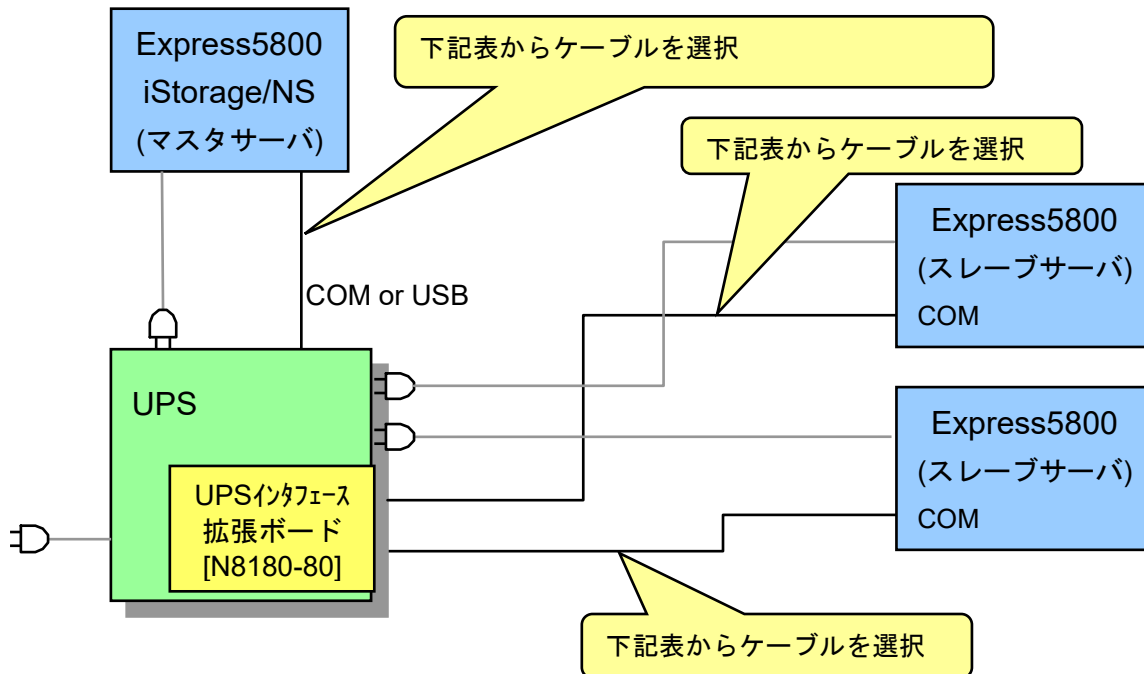 Express5800
iStorage/NS
(マスタサーバ)
下記表からケーブルを選択
下記表からケーブルを選択
Express5800
(スレーブサーバ)
COM
COM or USB
UPS
Express5800
(スレーブサーバ)
COM
UPSインタフェース
拡張ボード
[N8180-80]
下記表からケーブルを選択